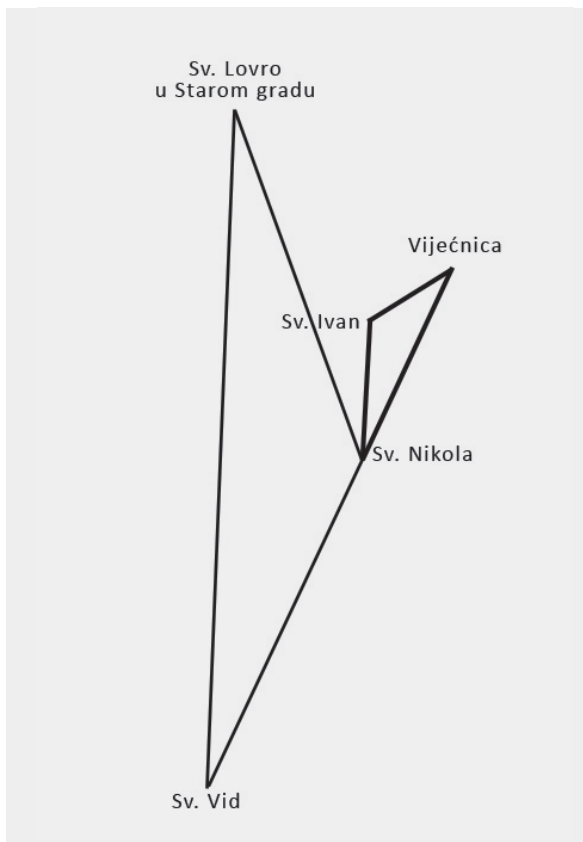 Sv. Lovro
u Starom gradu
Vijećnica
Sv. Ivan
Sv. Nikola
Sv. Vid